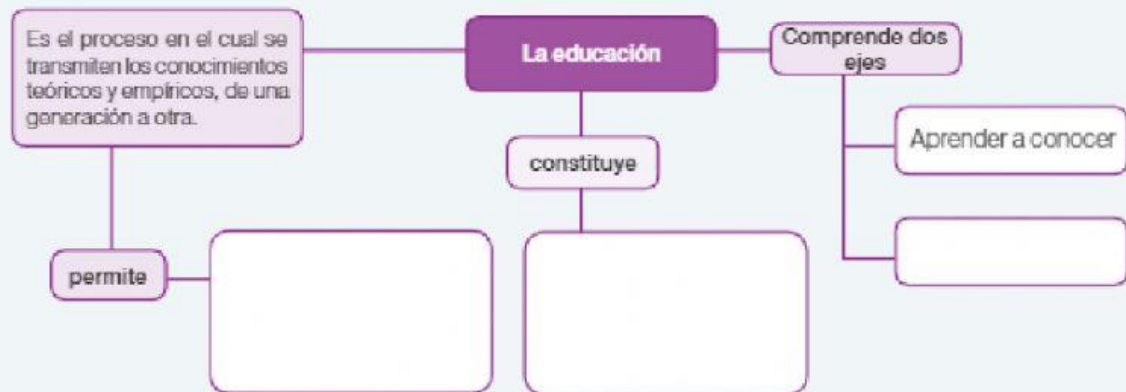 Es el proceso en el cual se
transmiten los conocimientos
teóricos y empíricos, de una
generación a otra.
La educación
Comprende dos
ejes
constituye
Aprender a conocer
permite